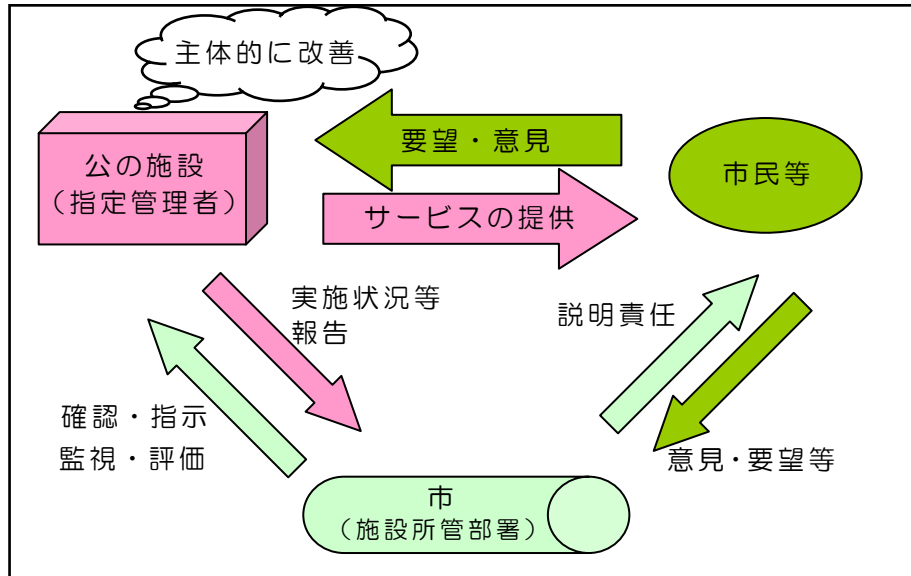 主体的に改善
公の施設
（指定管理者）
要望・意見
サービスの提供
市民等
実施状況等
報告
説明責任
確認・指示
監視・評価
意見・要望等
市
（施設所管部署）